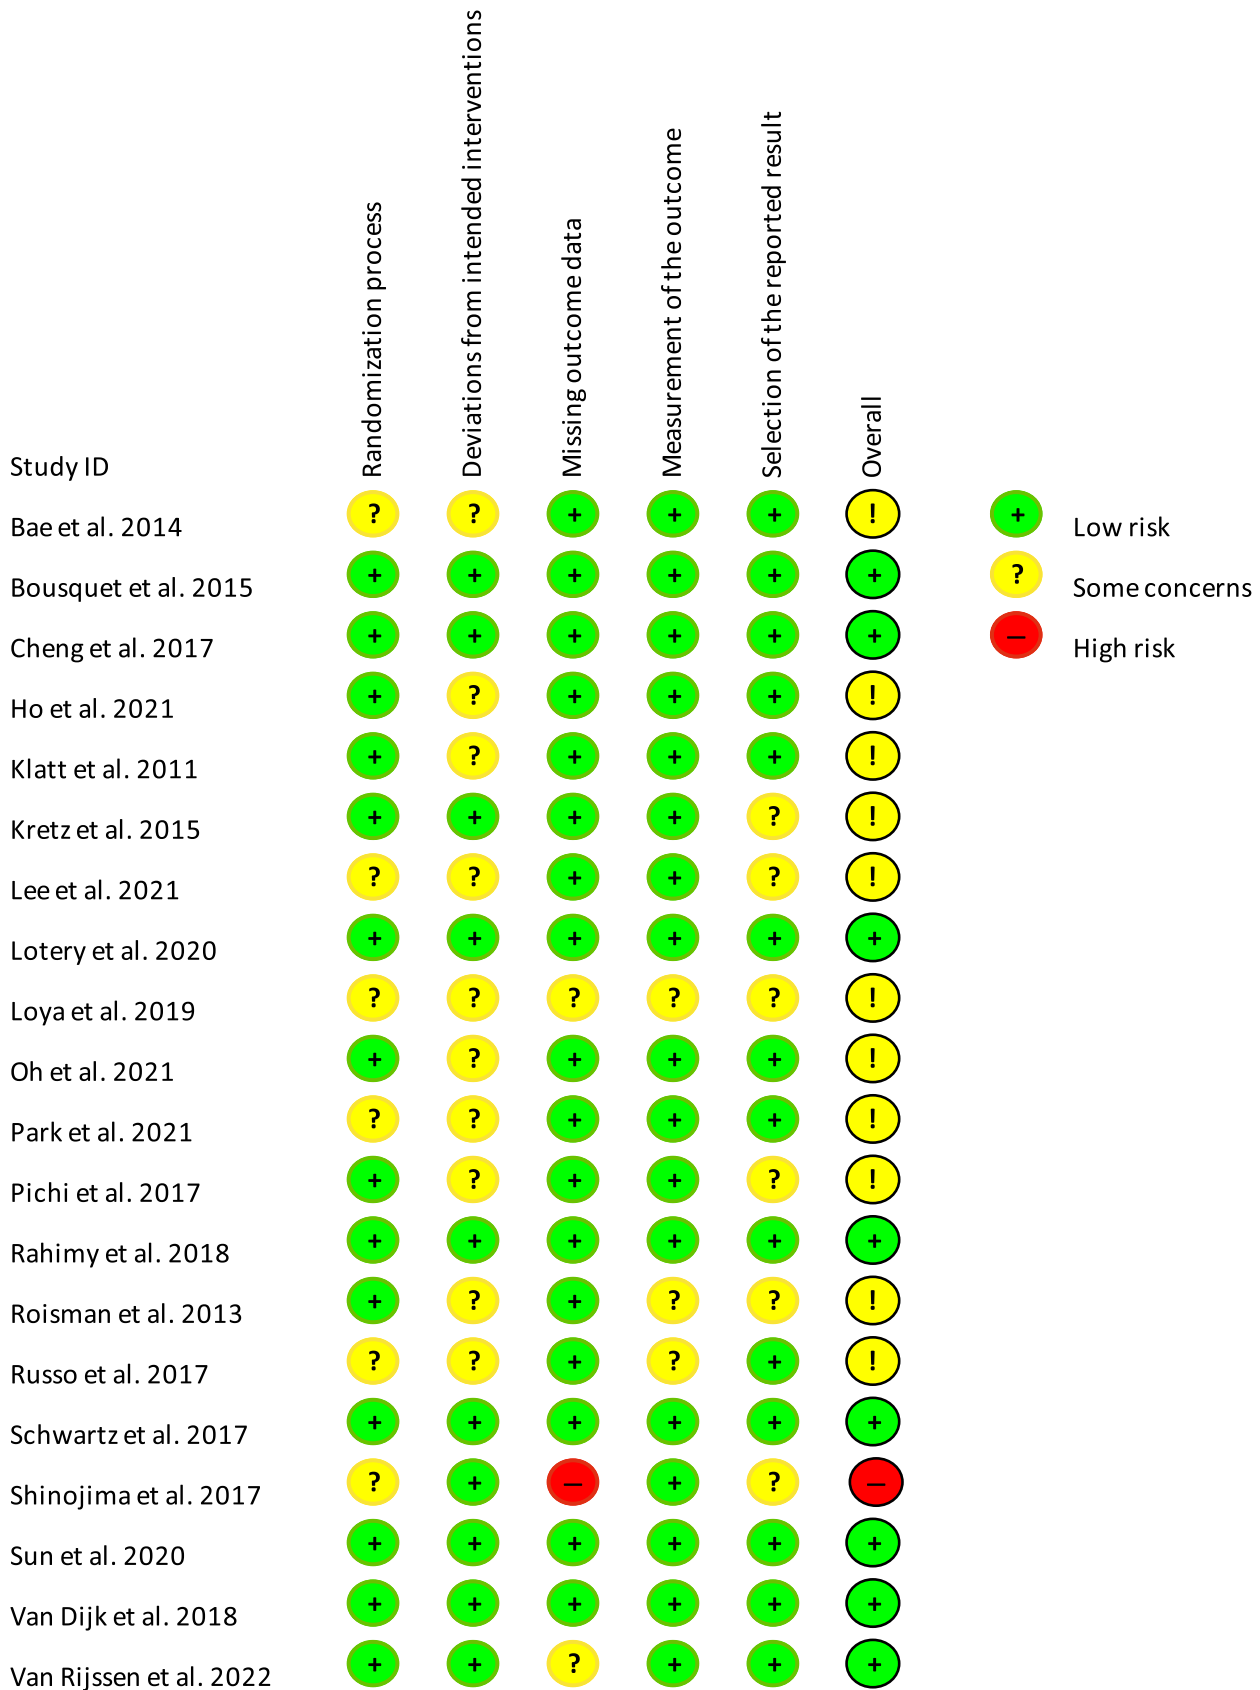 Randomization process
Deviations from intended interventions
Missing outcome data
Measurement of the outcome
Selection of the reported result
Overall
Study ID
Bae et al. 2014 ? ? + + + !
+ Low risk
Bousquet et al. 2015 + + + + + +
? Some concerns
Cheng et al. 2017 + + + + + +
− High risk
Ho et al. 2021 + ? + + + !
Klatt et al. 2011 + ? + + + !
Kretz et al. 2015 + + + + ? !
Lee et al. 2021 ? ? + + ? !
Lotery et al. 2020 + + + + + +
Loya et al. 2019 ? ? ? ? ? !
Oh et al. 2021 + ? + + + !
Park et al. 2021 ? ? + + + !
Pichi et al. 2017 + ? + + ? !
Rahimy et al. 2018 + + + + + +
Roisman et al. 2013 + ? + ? ? !
Russo et al. 2017 ? ? + ? + !
Schwartz et al. 2017 + + + + + +
Shinojima et al. 2017 ? + − + ? −
Sun et al. 2020 + + + + + +
Van Dijk et al. 2018 + + + + + +
Van Rijssen et al. 2022 + + ? + + +